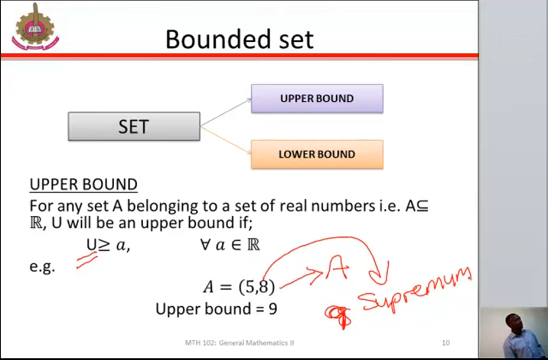 Bounded set
UPPER BOUND
SET
LOWER BOUND
UPPER BOUND
For any set A belonging to a set of real numbers i.e. A⊆
ℝ, U will be an upper bound if;
U≥ a, ∀ a ∈ ℝ
e.g.
A = (5,8) A
Supremum
Upper bound = 9
MTH 102: General Mathematics II 10